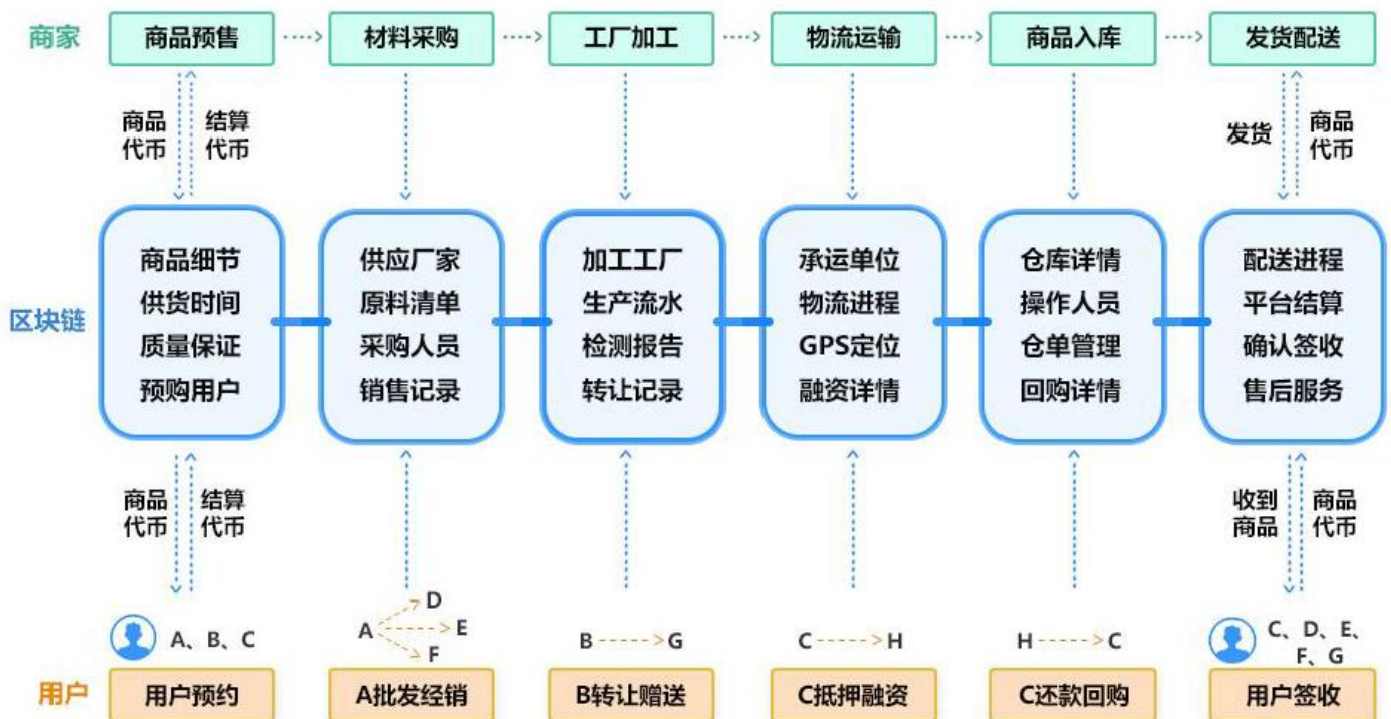 商家
商品预售
材料采购
工厂加工
物流运输
商品入库
发货配送
商品
代币
结算
代币
发货
商品
代币
区块链
商品细节
供货时间
质量保证
预购用户
供应厂家
原料清单
采购人员
销售记录
加工工厂
生产流水
检测报告
转让记录
承运单位
物流进程
GPS定位
融资详情
仓库详情
操作人员
仓单管理
回购详情
配送进程
平台结算
确认签收
售后服务
商品
代币
结算
代币
收到
商品
商品
代币
A、B、C
A
D
E
F
B
G
C
H
H
C
C、D、E、
F、G
用户
用户预约
A批发经销
B转让赠送
C抵押融资
C还款回购
用户签收